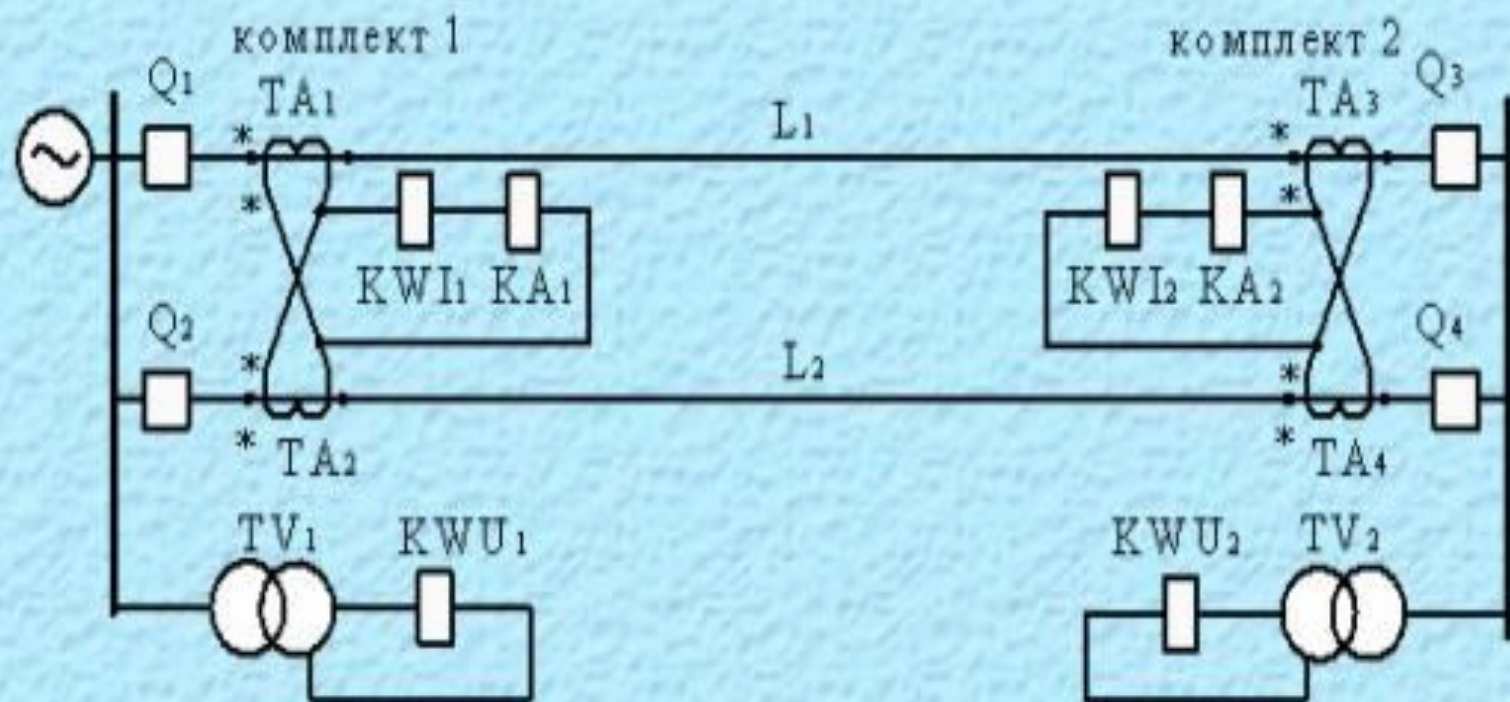 комплект 1
комплект 2
Q1
TA1
L1
TA3
Q3
*
*
*
*
KWI1 KA1
KWI2 KA2
Q2
L2
Q4
*
*
*
*
TA2
TA4
TV1
KWU1
KWU2
TV2